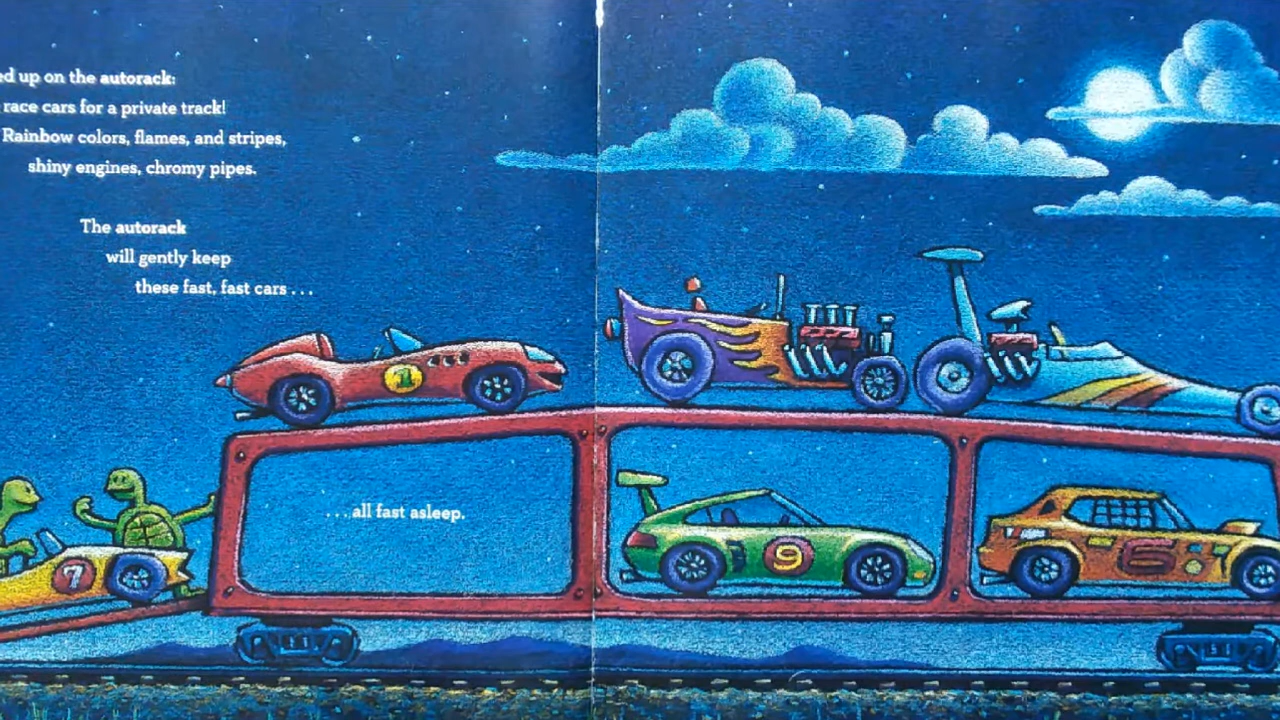 ed up on the autorack:
race cars for a private track!
Rainbow colors, flames, and stripes,
shiny engines, chromy pipes.
The autorack
will gently keep
these fast, fast cars . . .
. . . all fast asleep.
1
7
9
6